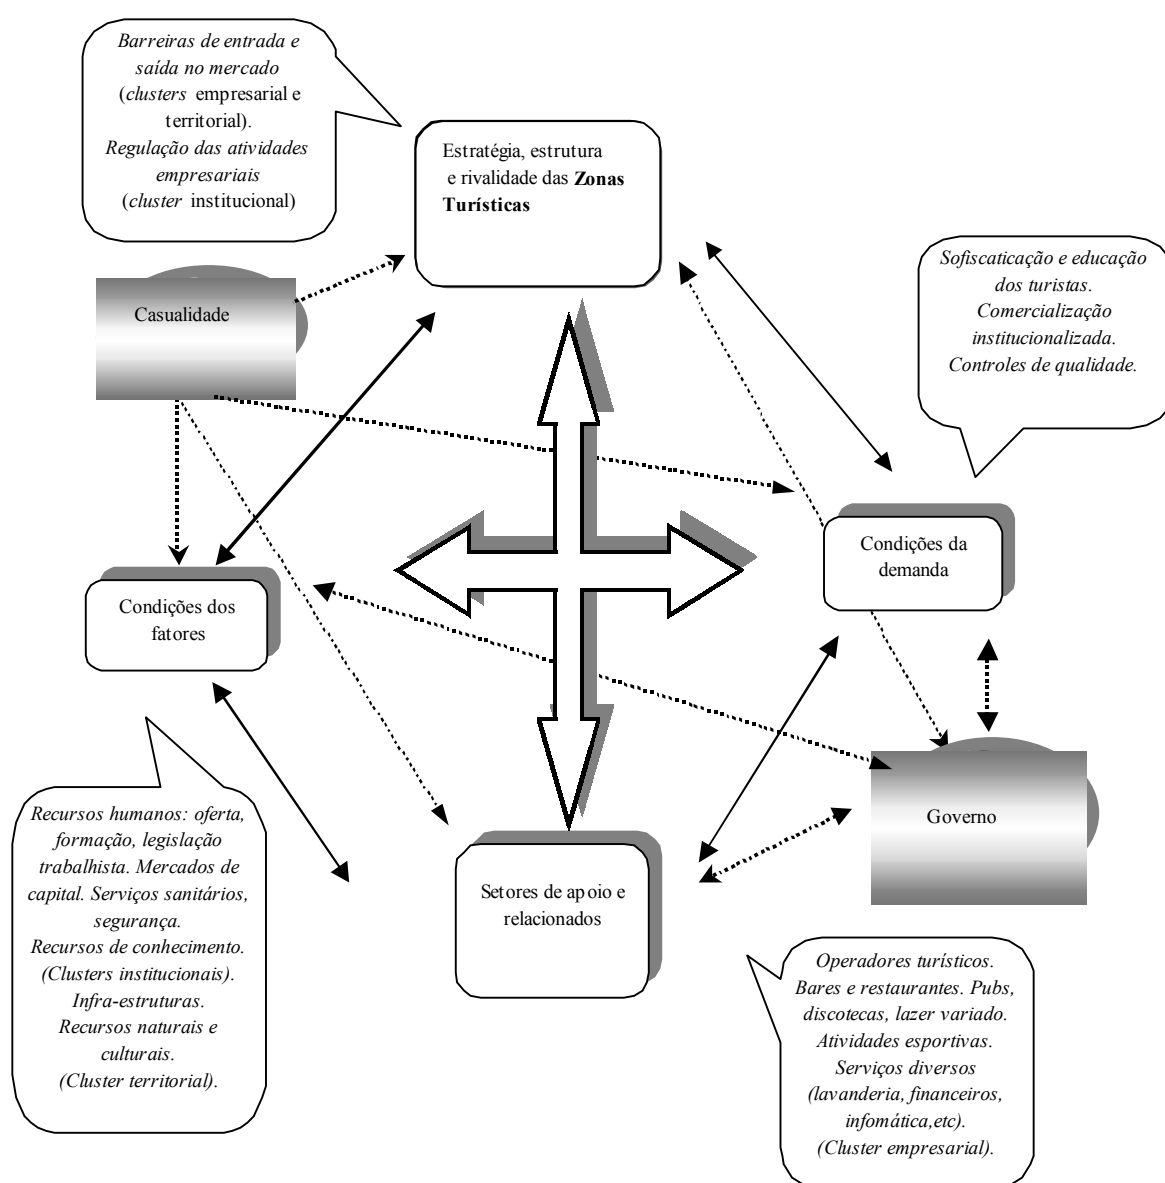 Barreiras de entrada e
saída no mercado
(clusters empresarial e
territorial).
Regulação das atividades
empresariais
(cluster institucional)
Estratégia, estrutura
e rivalidade das Zonas
Turísticas
Sofiscaticação e educação
dos turistas.
Comercialização
institucionalizada.
Controles de qualidade.
Casualidade
Condições da
demanda
Condições dos
fatores
Recursos humanos: oferta,
formação, legislação
trabalhista. Mercados de
capital. Serviços sanitários,
segurança.
Recursos de conhecimento.
(Clusters institucionais).
Infra-estruturas.
Recursos naturais e
culturais.
(Cluster territorial).
Governo
Setores de apoio e
relacionados
Operadores turísticos.
Bares e restaurantes. Pubs,
discotecas, lazer variado.
Atividades esportivas.
Serviços diversos
(lavanderia, financeiros,
infomática,etc).
(Cluster empresarial).